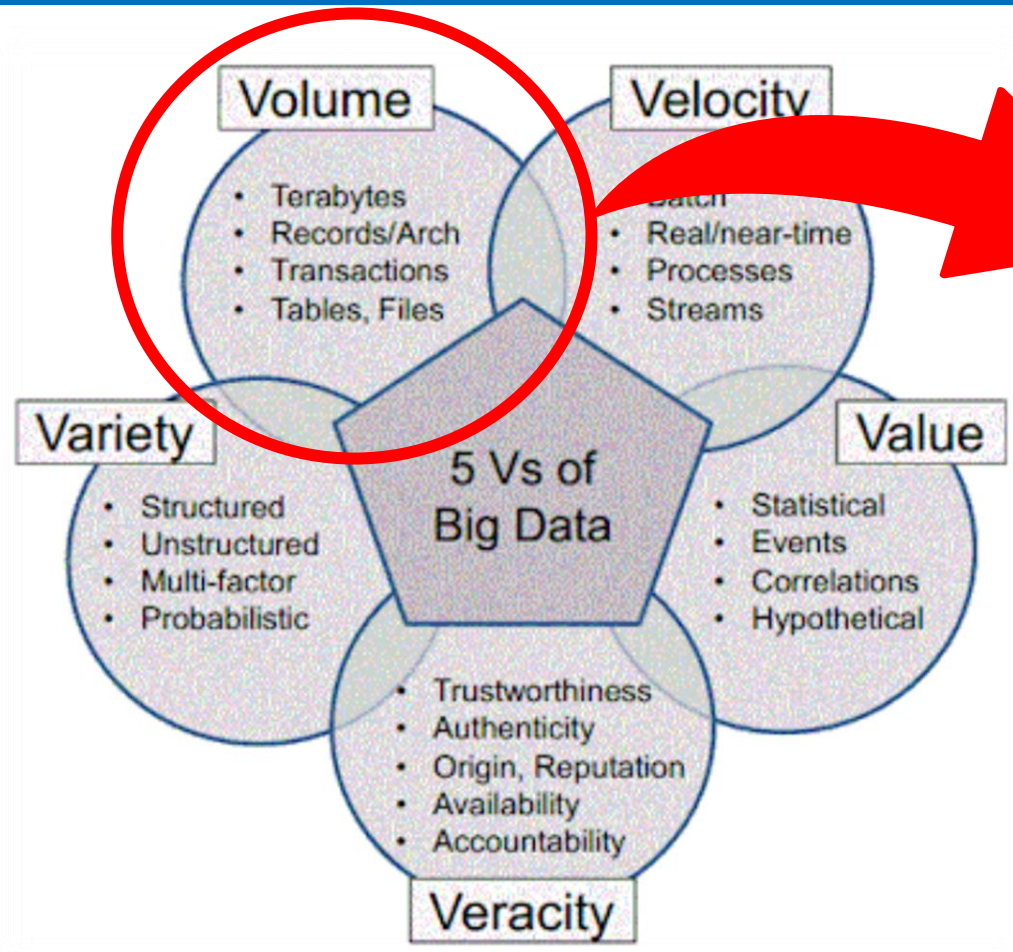 Volume
• Terabytes
• Records/Arch
• Transactions
• Tables, Files
Velocity
• Batch
• Real/near-time
• Processes
• Streams
Variety
• Structured
• Unstructured
• Multi-factor
• Probabilistic
5 Vs of
Big Data
Value
• Statistical
• Events
• Correlations
• Hypothetical
• Trustworthiness
• Authenticity
• Origin, Reputation
• Availability
• Accountability
Veracity